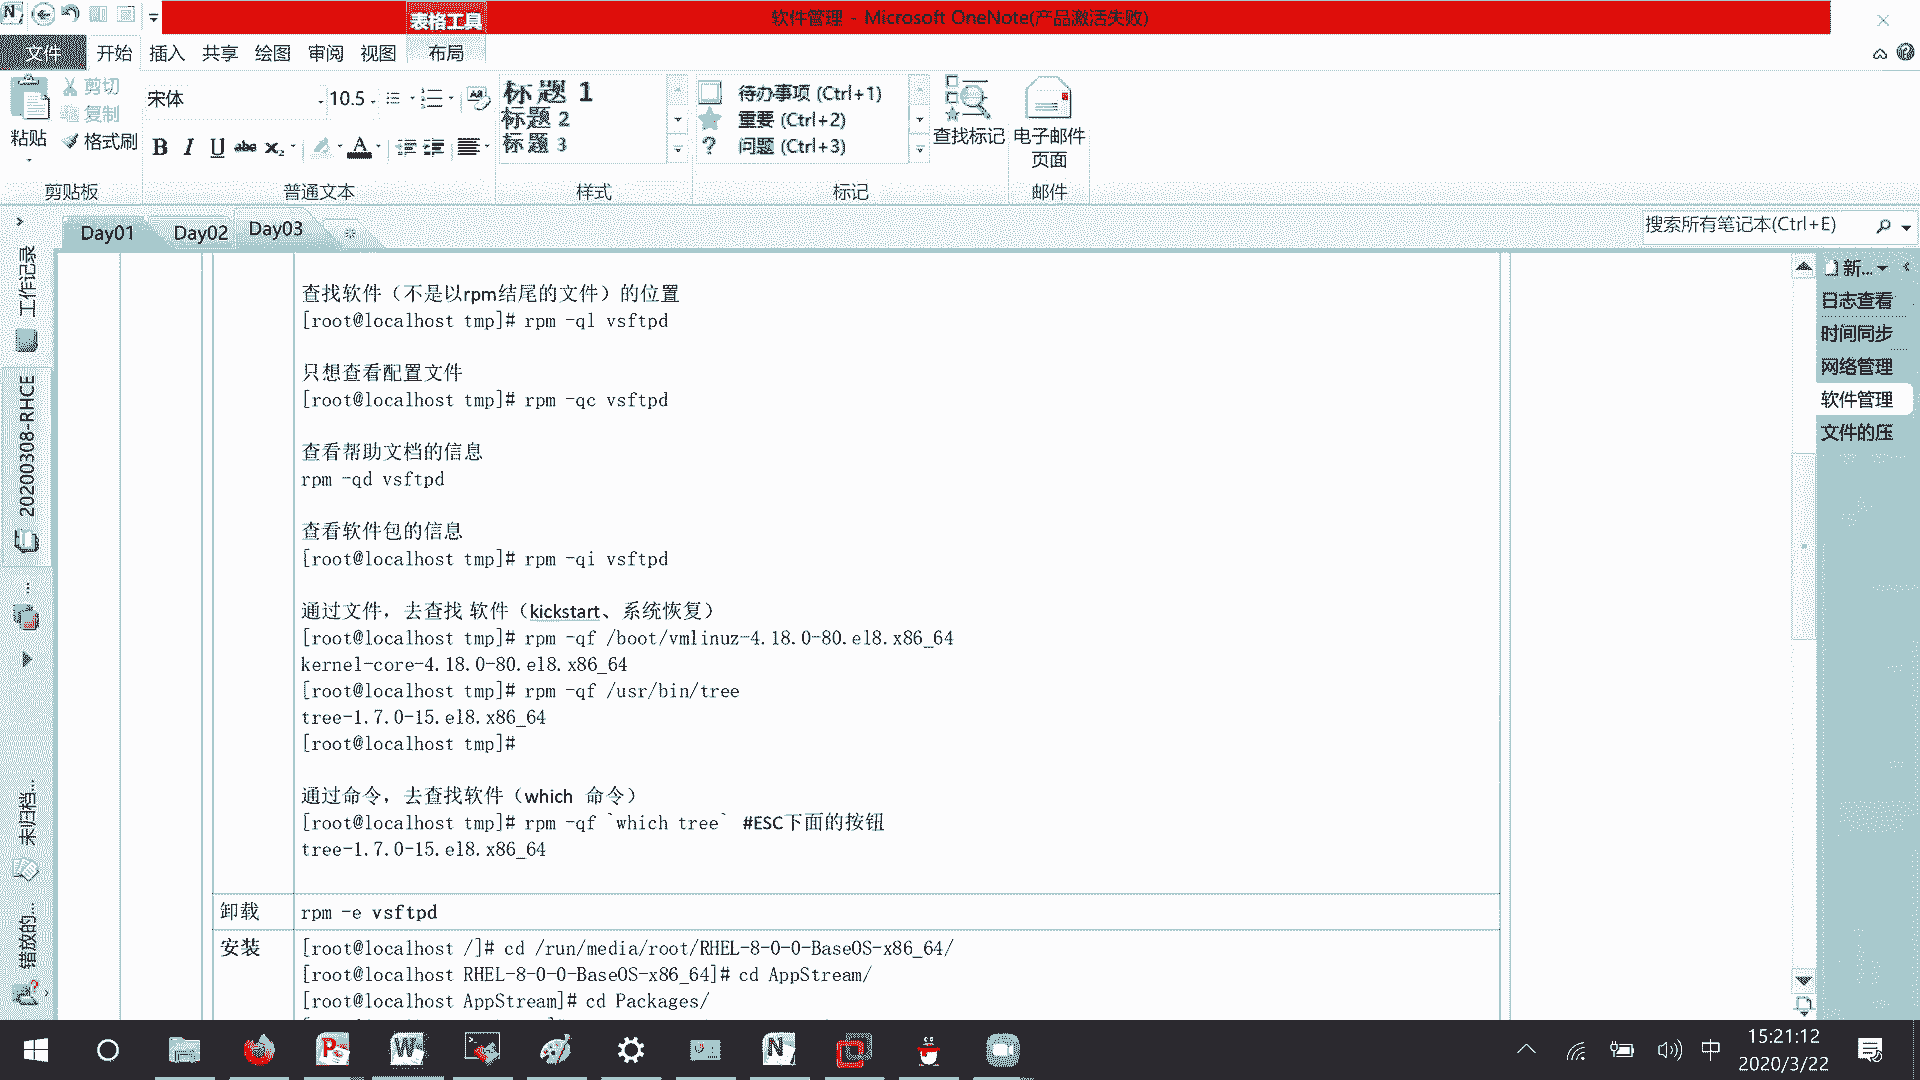 软件管理 - Microsoft OneNote(产品激活失败)
表格工具
文件 开始 插入 共享 绘图 审阅 视图 布局
剪切
复制
粘贴
格式刷
剪贴板
宋体 10.5
B I U abc x₂ A
普通文本
标题 1
标题 2
标题 3
样式
待办事项 (Ctrl+1)
重要 (Ctrl+2)
问题 (Ctrl+3)
标记
查找标记
电子邮件
页面
邮件
Day01 Day02 Day03
搜索所有笔记本(Ctrl+E)
工作记录
20200308-RHCE
未归档...
错放的...
查找软件（不是以rpm结尾的文件）的位置
[root@localhost tmp]# rpm -ql vsftpd
只想查看配置文件
[root@localhost tmp]# rpm -qc vsftpd
查看帮助文档的信息
rpm -qd vsftpd
查看软件包的信息
[root@localhost tmp]# rpm -qi vsftpd
通过文件，去查找 软件（kickstart、系统恢复）
[root@localhost tmp]# rpm -qf /boot/vmlinuz-4.18.0-80.el8.x86_64
kernel-core-4.18.0-80.el8.x86_64
[root@localhost tmp]# rpm -qf /usr/bin/tree
tree-1.7.0-15.el8.x86_64
[root@localhost tmp]#
通过命令，去查找软件（which 命令）
[root@localhost tmp]# rpm -qf `which tree` #ESC下面的按钮
tree-1.7.0-15.el8.x86_64
卸载 rpm -e vsftpd
安装 [root@localhost /]# cd /run/media/root/RHEL-8-0-0-BaseOS-x86_64/
[root@localhost RHEL-8-0-0-BaseOS-x86_64]# cd AppStream/
[root@localhost AppStream]# cd Packages/
新...
日志查看
时间同步
网络管理
软件管理
文件的压
中
15:21:12
2020/3/22